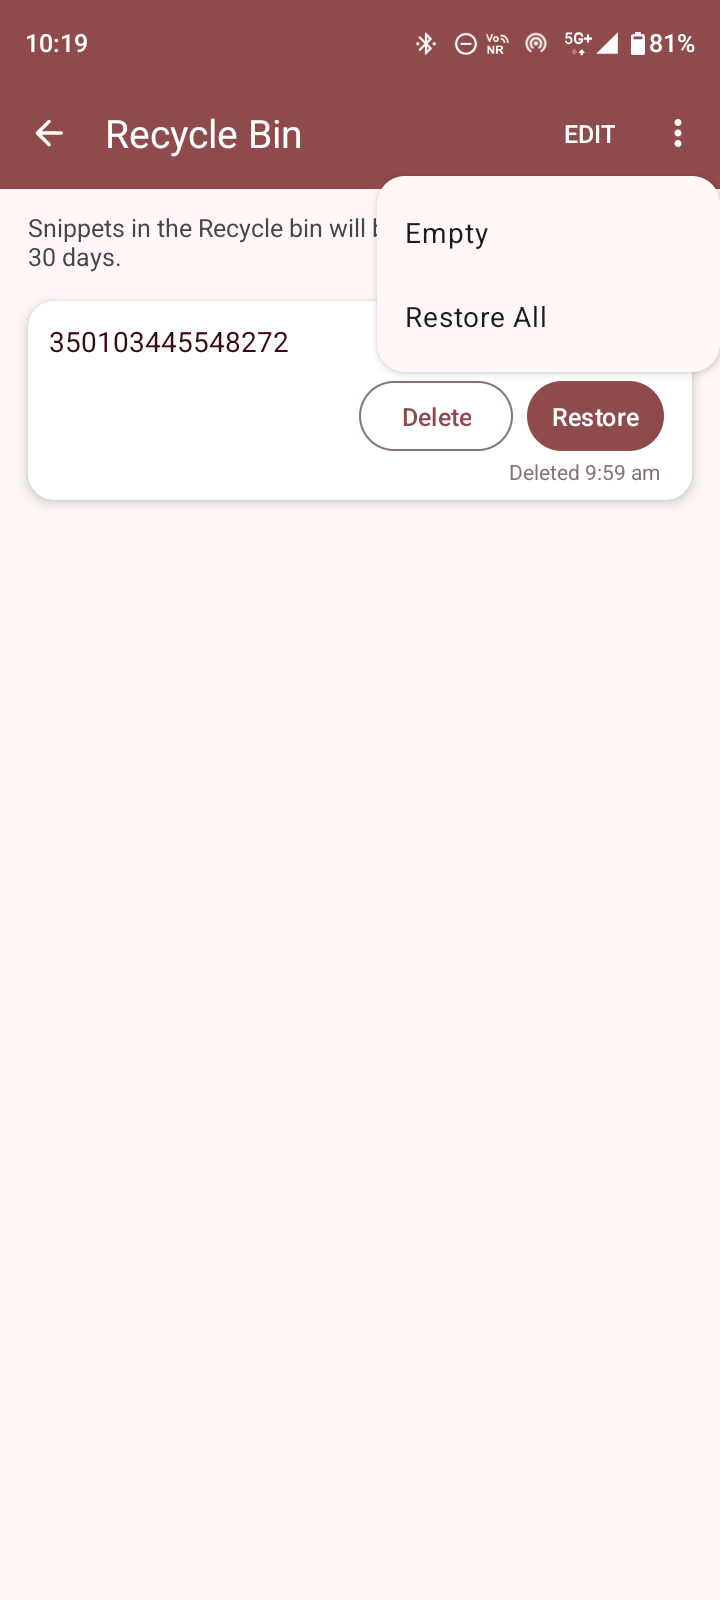 10:19
Vo
NR
5G+
81%
Recycle Bin
EDIT
Snippets in the Recycle bin will
30 days.
Empty
Restore All
350103445548272
Delete
Restore
Deleted 9:59 am